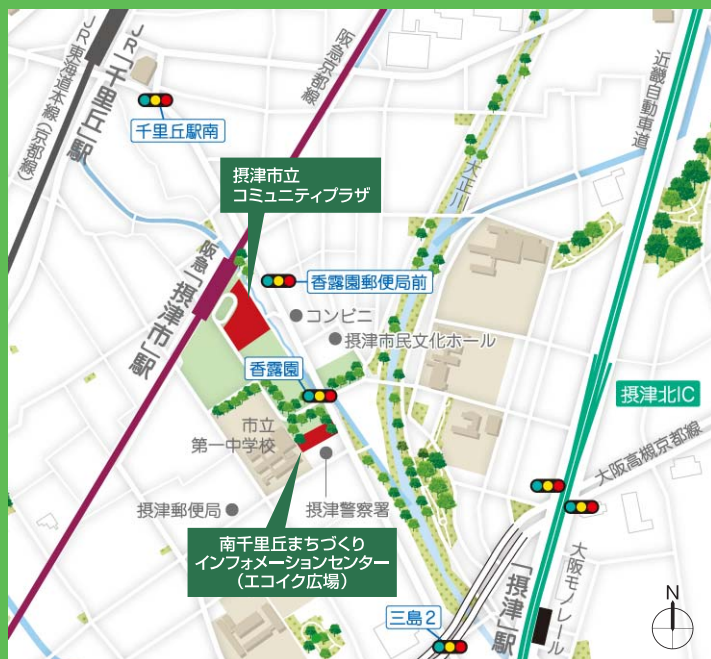 阪急京都線
JR「千里丘」駅
JR東海道本線(京都線)
千里丘駅南
近畿自動車道
摂津市立
コミュニティプラザ
大正川
阪急「摂津市」駅
香露園郵便局前
コンビニ
摂津市民文化ホール
香露園
摂津北IC
市立
第一中学校
大阪高槻京都線
摂津郵便局
摂津警察署
南千里丘まちづくり
インフォメーションセンター
(エコイク広場)
大阪モノレール
「摂津」駅
三島2
N